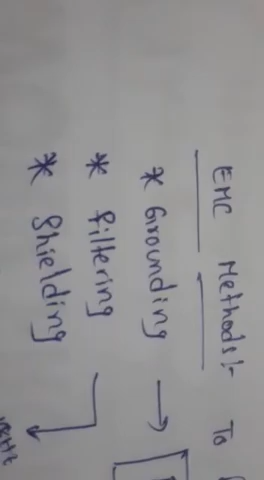 EMC Methods:- To
* Grounding →
* Filtering
* Shielding